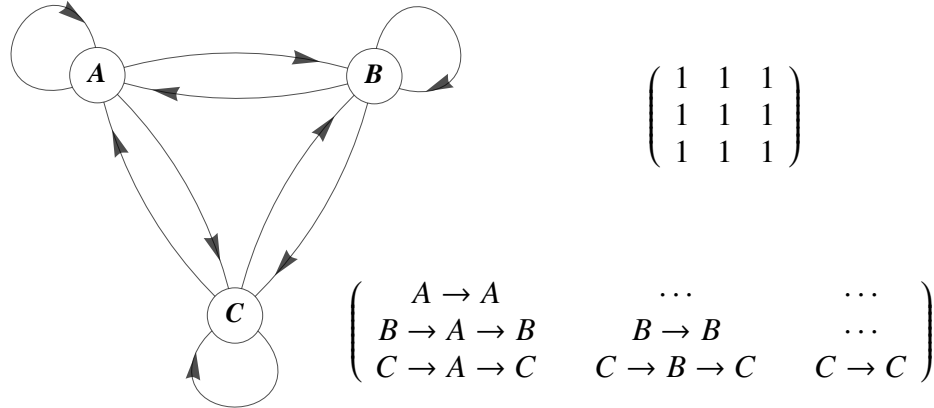 A
B
C
1 1 1
1 1 1
1 1 1
A → A ⋯ ⋯
B → A → B B → B ⋯
C → A → C C → B → C C → C